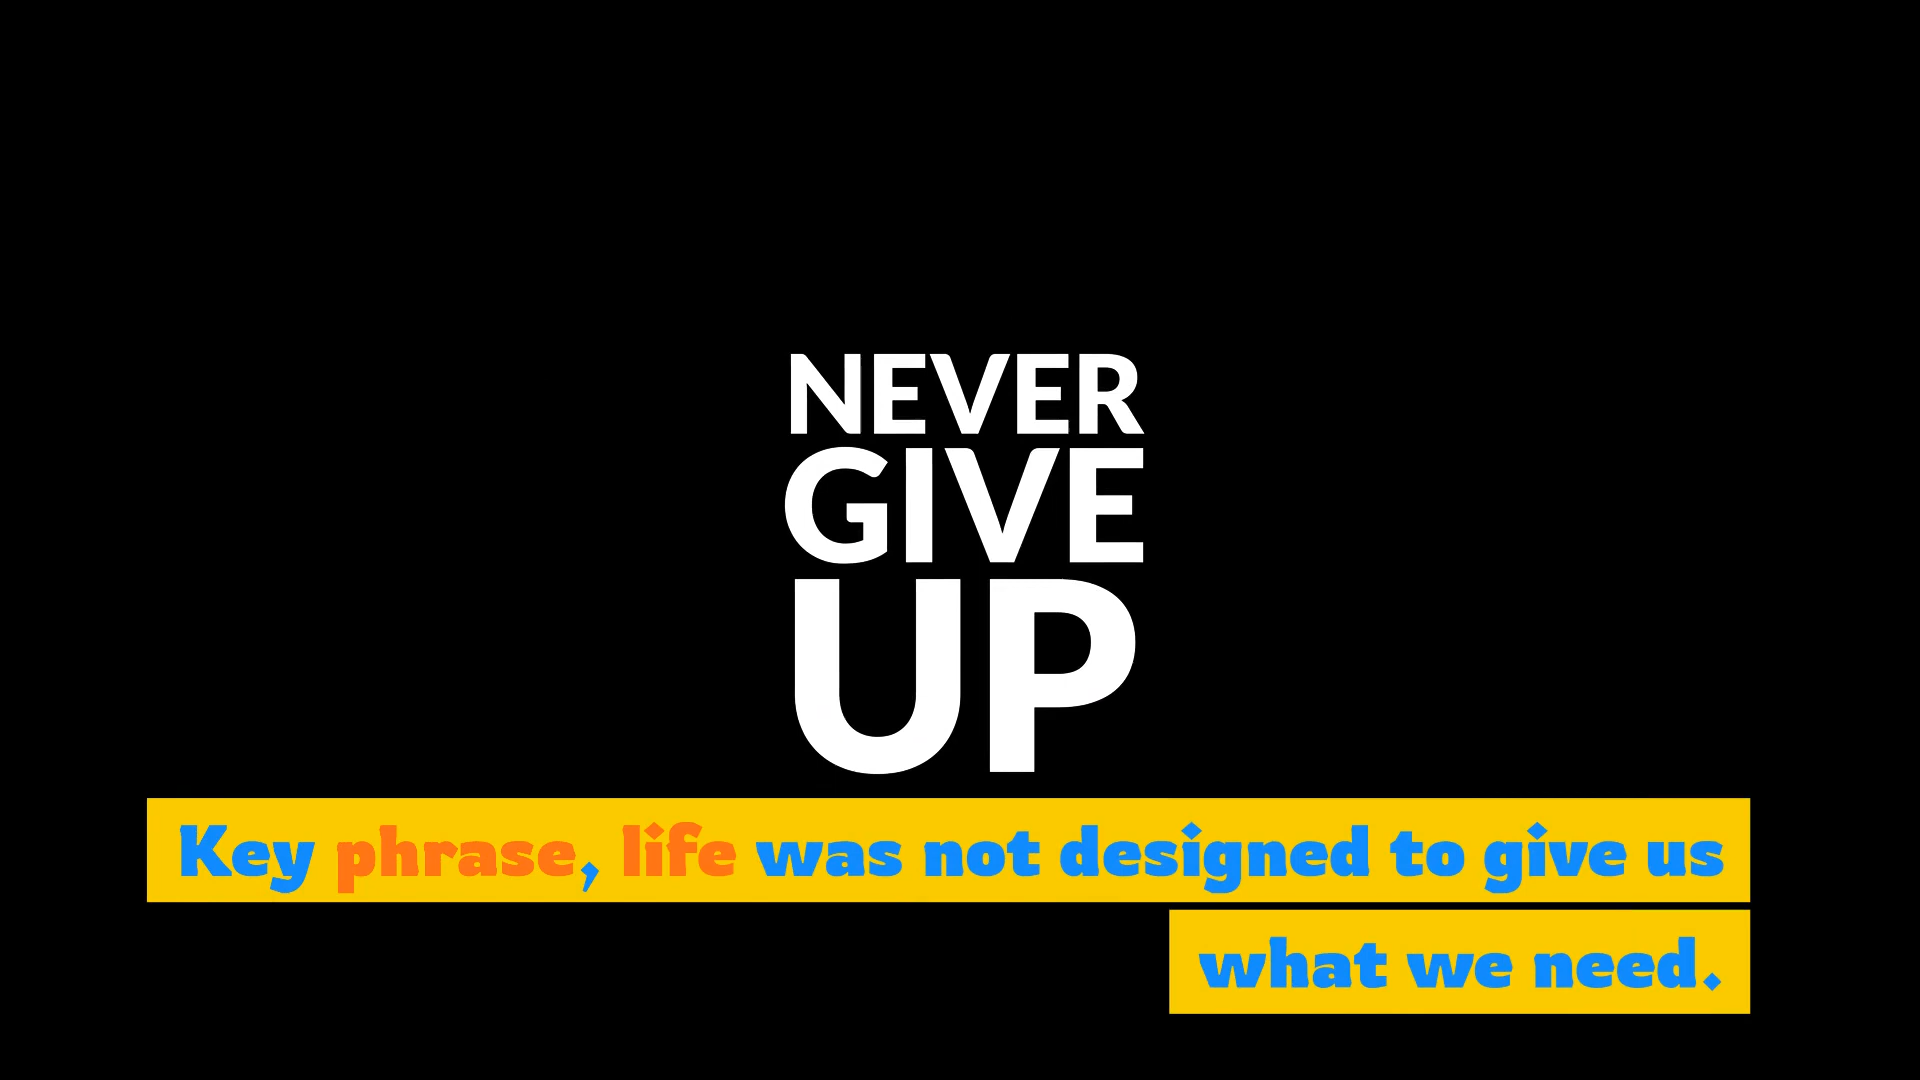 NEVER
GIVE
UP
Key phrase, life was not designed to give us
what we need.